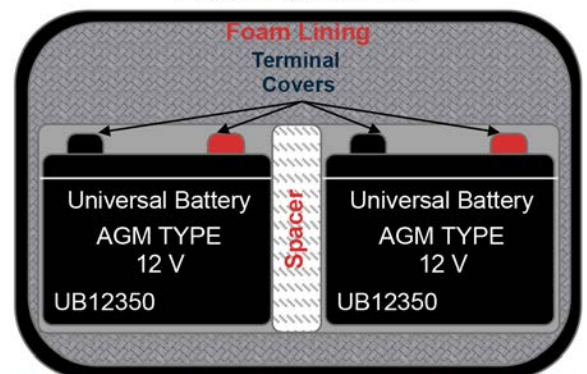 Foam Lining
Terminal
Covers
Universal Battery
AGM TYPE
12 V
UB12350
Spacer
Universal Battery
AGM TYPE
12 V
UB12350